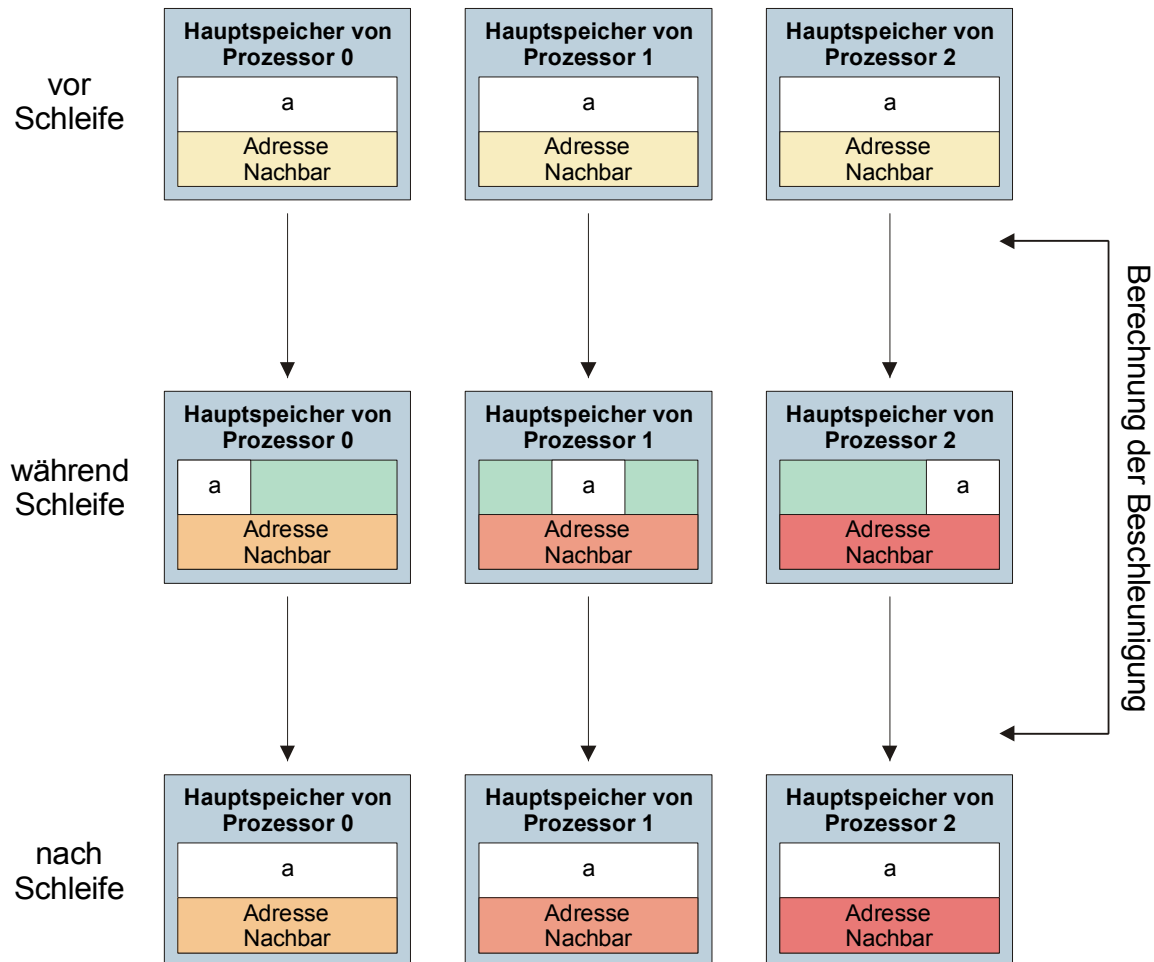 Hauptspeicher von
Prozessor 0
a
Adresse
Nachbar
Hauptspeicher von
Prozessor 1
a
Adresse
Nachbar
Hauptspeicher von
Prozessor 2
a
Adresse
Nachbar
vor
Schleife
Berechnung der Beschleunigung
während
Schleife
Hauptspeicher von
Prozessor 0
a
Adresse
Nachbar
Hauptspeicher von
Prozessor 1
a
Adresse
Nachbar
Hauptspeicher von
Prozessor 2
a
Adresse
Nachbar
nach
Schleife
Hauptspeicher von
Prozessor 0
a
Adresse
Nachbar
Hauptspeicher von
Prozessor 1
a
Adresse
Nachbar
Hauptspeicher von
Prozessor 2
a
Adresse
Nachbar